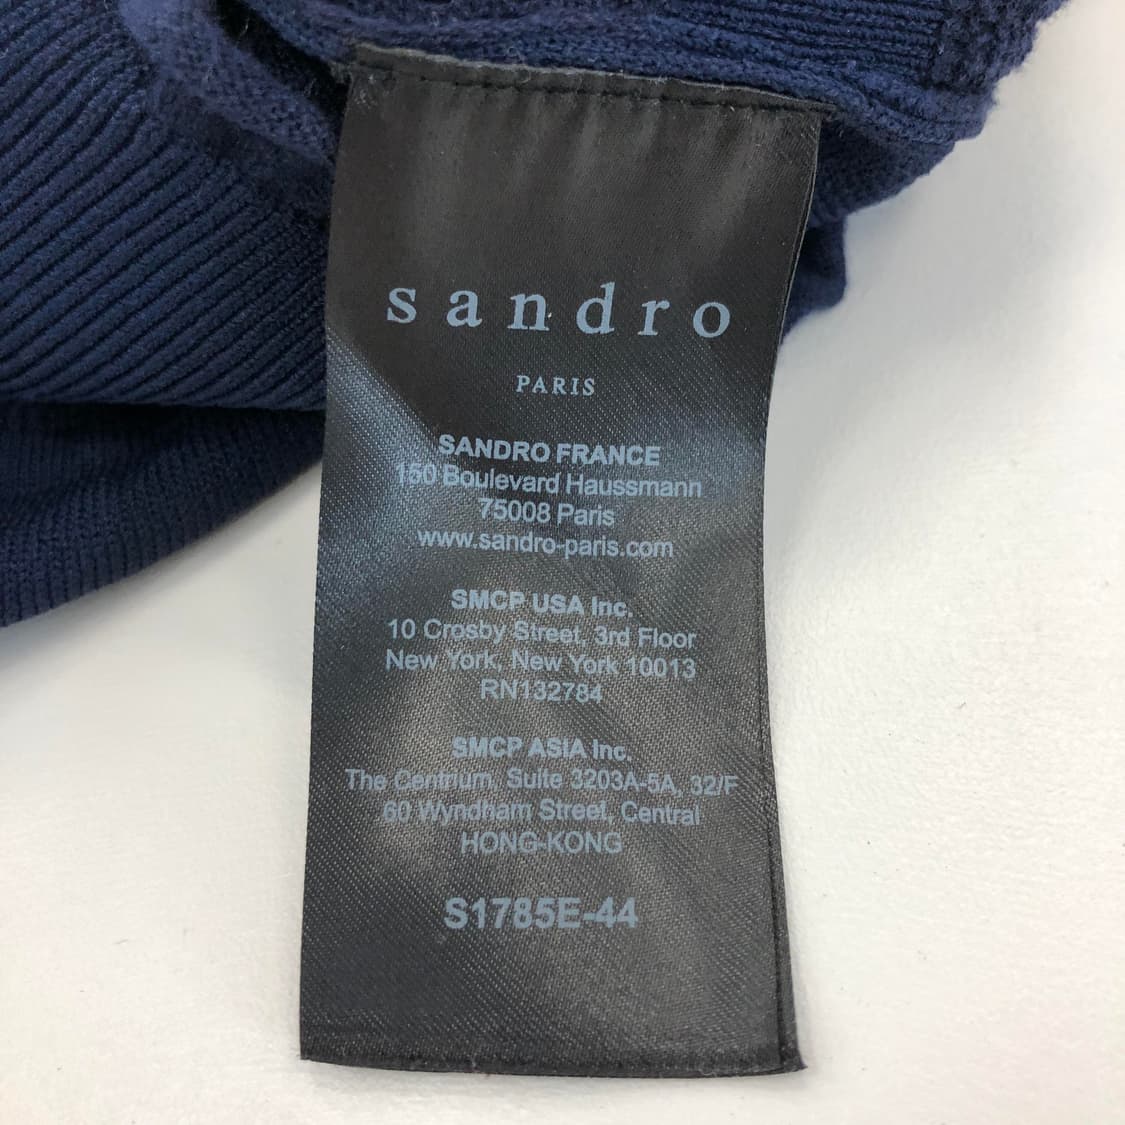 sandro
PARIS
SANDRO FRANCE
150 Boulevard Haussmann
75008 Paris
www.sandro-paris.com
SMCP USA Inc.
10 Crosby Street, 3rd Floor
New York, New York 10013
RN132784
SMCP ASIA Inc.
The Centrium, Suite 3203A-5A, 32/F
60 Wyndham Street, Central
HONG-KONG
S1785E-44